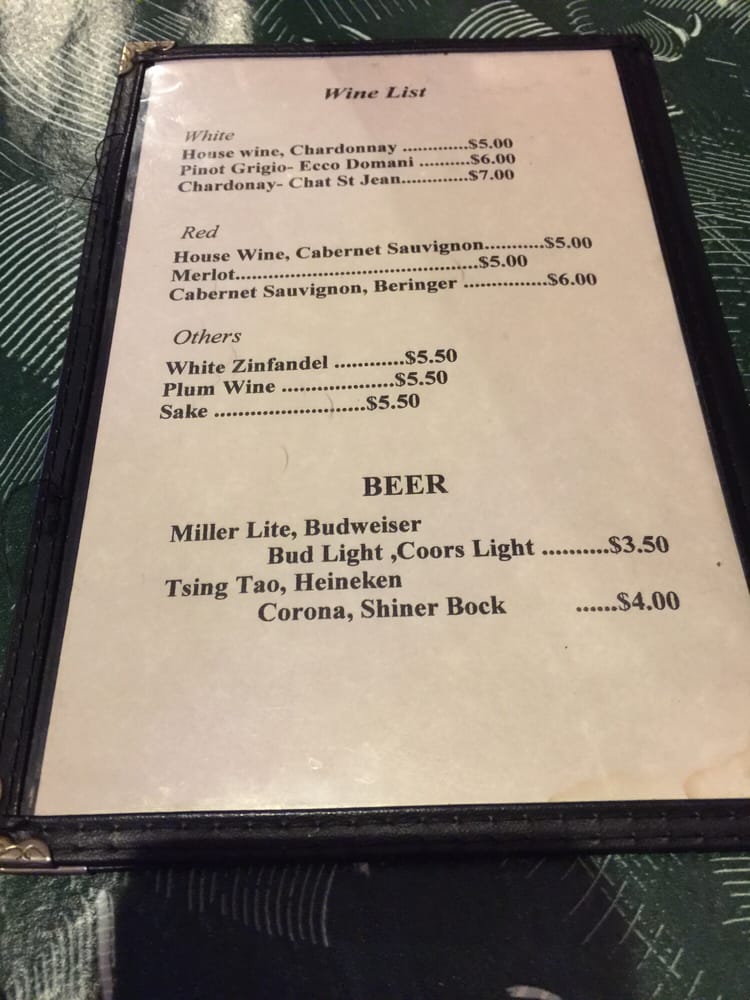 Wine List
White
House wine, Chardonnay ............$5.00
Pinot Grigio- Ecco Domani ..........$6.00
Chardonay- Chat St Jean.............$7.00
Red
House Wine, Cabernet Sauvignon...........$5.00
Merlot.............................................$5.00
Cabernet Sauvignon, Beringer ...............$6.00
Others
White Zinfandel ............$5.50
Plum Wine ....................$5.50
Sake ..........................$5.50
BEER
Miller Lite, Budweiser
Bud Light ,Coors Light ..........$3.50
Tsing Tao, Heineken
Corona, Shiner Bock ......$4.00